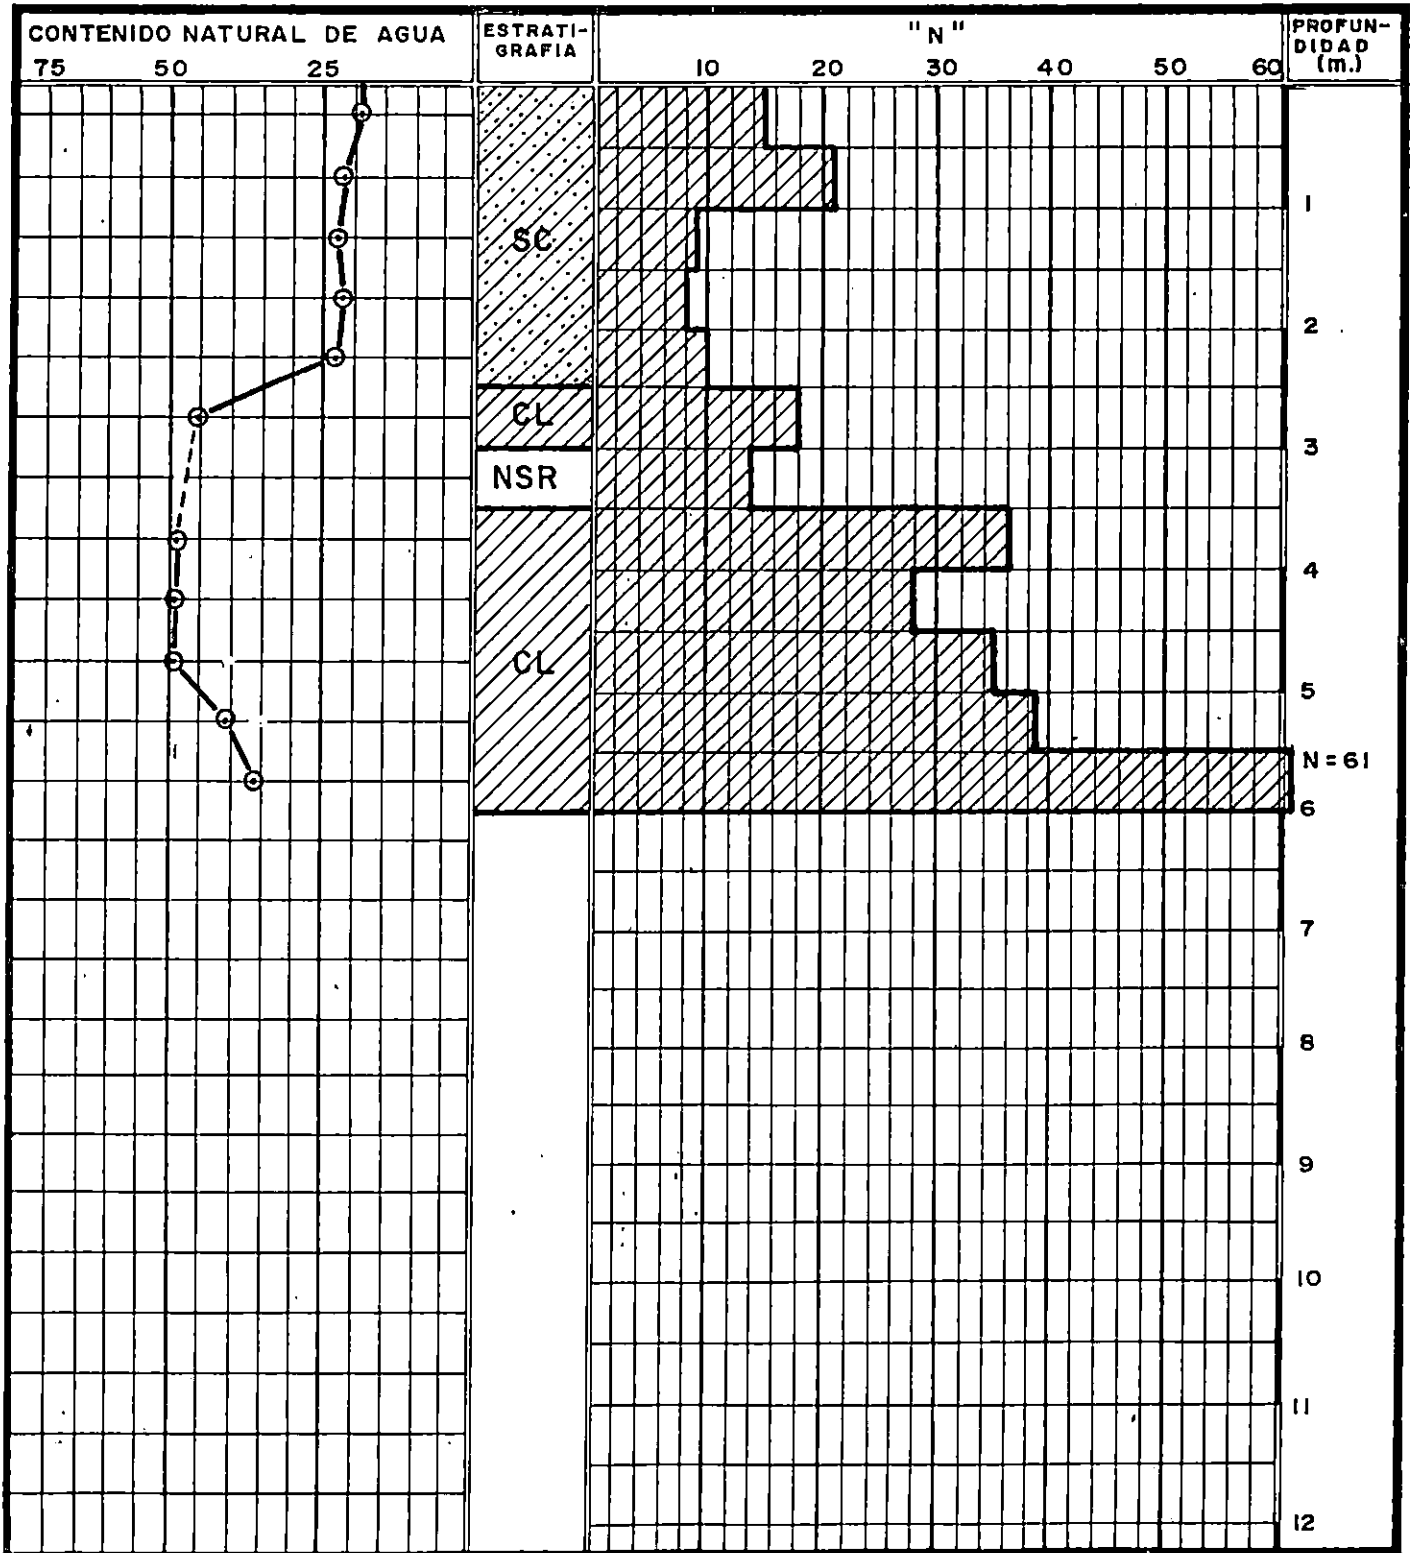 CONTENIDO NATURAL DE AGUA
75 50 25
ESTRATI-
GRAFIA
"N"
10 20 30 40 50 60
PROFUN-
DIDAD
(m.)
1
SC
2
CL
3
NSR
4
CL
5
N=61
6
7
8
9
10
11
12